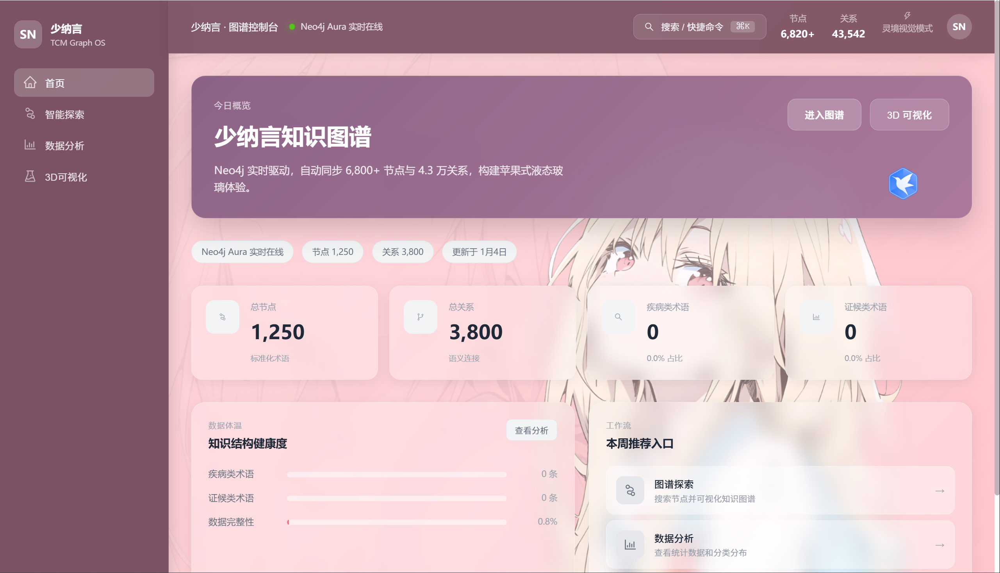 SN
少纳言
TCM Graph OS
首页
智能探索
数据分析
3D可视化
少纳言 · 图谱控制台
Neo4j Aura 实时在线
搜索 / 快捷命令 ⌘K
节点
6,820+
关系
43,542
灵境视觉模式
SN
今日概览
少纳言知识图谱
Neo4j 实时驱动，自动同步 6,800+ 节点与 4.3 万关系，构建苹果式液态玻
璃体验。
进入图谱
3D 可视化
Neo4j Aura 实时在线
节点 1,250
关系 3,800
更新于 1月4日
总节点
1,250
标准化术语
总关系
3,800
语义连接
疾病类术语
0
0.0% 占比
证候类术语
0
0.0% 占比
数据体温
知识结构健康度
查看分析
疾病类术语 0 条
证候类术语 0 条
数据完整性 0.8%
工作流
本周推荐入口
图谱探索
搜索节点并可视化知识图谱
→
数据分析
查看统计数据和分类分布
→